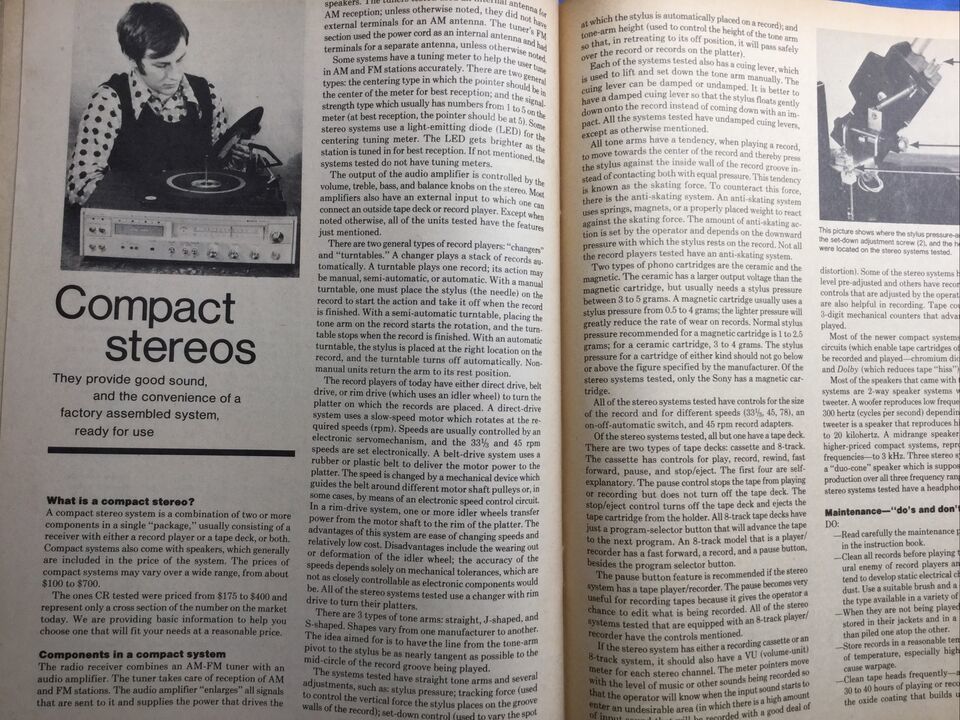 Compact
stereos
They provide good sound,
and the convenience of a
factory assembled system,
ready for use
What is a compact stereo?
A compact stereo system is a combination of two or more
components in a single "package," usually consisting of a
receiver with either a record player or a tape deck, or both.
Compact systems also come with speakers, which generally
are included in the price of the system. The prices of
compact systems may vary over a wide range, from about
$100 to $700.
The ones CR tested were priced from $175 to $400 and
represent only a cross section of the number on the market
today. We are providing basic information to help you
choose one that will fit your needs at a reasonable price.
Components in a compact system
The radio receiver combines an AM-FM tuner with an
audio amplifier. The tuner takes care of reception of AM
and FM stations. The audio amplifier "enlarges" all signals
that are sent to it and supplies the power that drives the
speakers. The tuners internal antenna for
AM reception; unless otherwise noted, they did not have
external terminals for an AM antenna. The tuner's FM
section used the power cord as an internal antenna and had
terminals for a separate antenna, unless otherwise noted.
Some systems have a tuning meter to help the user tune
in AM and FM stations accurately. There are two general
types: the centering type in which the pointer should be in
the center of the meter for best reception; and the signal-
strength type which usually has numbers from 1 to 5 on the
meter (at best reception, the pointer should be at 5). Some
stereo systems use a light-emitting diode (LED) for the
centering tuning meter. The LED gets brighter as the
station is tuned in for best reception. If not mentioned, the
systems tested do not have tuning meters.
The output of the audio amplifier is controlled by the
volume, treble, bass, and balance knobs on the stereo. Most
amplifiers also have an external input to which one can
connect an outside tape deck or record player. Except when
noted otherwise, all of the units tested have the features
just mentioned.
There are two general types of record players: "changers"
and "turntables." A changer plays a stack of records au-
tomatically. A turntable plays one record; its action may
be manual, semi-automatic, or automatic. With a manual
turntable, one must place the stylus (the needle) on the
record to start the action and take it off when the record
is finished. With a semi-automatic turntable, placing the
tone arm on the record starts the rotation, and the turn-
table stops when the record is finished. With an automatic
turntable, the stylus is placed at the right location on the
record, and the turntable turns off automatically. Non-
manual units return the arm to its rest position.
The record players of today have either direct drive, belt
drive, or rim drive (which uses an idler wheel) to turn the
platter on which the records are placed. A direct-drive
system uses a slow-speed motor which rotates at the re-
quired speeds (rpm). Speeds are usually controlled by an
electronic servomechanism, and the 33⅓ and 45 rpm
speeds are set electronically. A belt-drive system uses a
rubber or plastic belt to deliver the motor power to the
platter. The speed is changed by a mechanical device which
guides the belt around different motor shaft pulleys or, in
some cases, by means of an electronic speed control circuit.
In a rim-drive system, one or more idler wheels transfer
power from the motor shaft to the rim of the platter. The
advantages of this system are ease of changing speeds and
relatively low cost. Disadvantages include the wearing out
or deformation of the idler wheel; the accuracy of the
speeds depends solely on mechanical tolerances, which are
not as closely controllable as electronic components would
be. All of the stereo systems tested use a changer with rim
drive to turn their platters.
There are 3 types of tone arms: straight, J-shaped, and
S-shaped. Shapes vary from one manufacturer to another.
The idea aimed for is to have the line from the tone-arm
pivot to the stylus be as nearly tangent as possible to the
mid-circle of the record groove being played.
The systems tested have straight tone arms and several
adjustments, such as: stylus pressure; tracking force (used
to control the vertical force the stylus places on the groove
walls of the record); set-down control (used to vary the spot
at which the stylus is automatically placed on a record); and
tone-arm height (used to control the height of the tone arm
so that, in retreating to its off position, it will pass safely
over the record or records on the platter).
Each of the systems tested also has a cuing lever, which
is used to lift and set down the tone arm manually. The
cuing lever can be damped or undamped. It is better to
have a damped cuing lever so that the stylus floats gently
down onto the record instead of coming down with an im-
pact. All the systems tested have undamped cuing levers,
except as otherwise mentioned.
All tone arms have a tendency, when playing a record,
to move towards the center of the record and thereby press
the stylus against the inside wall of the record groove in-
stead of contacting both with equal pressure. This tendency
is known as the skating force. To counteract this force,
there is the anti-skating system. An anti-skating system
uses springs, magnets, or a properly placed weight to react
against the skating force. The amount of anti-skating ac-
tion is set by the operator and depends on the downward
pressure with which the stylus rests on the record. Not all
the record players tested have an anti-skating system.
Two types of phono cartridges are the ceramic and the
magnetic. The ceramic has a larger output voltage than the
magnetic cartridge, but usually needs a stylus pressure
between 3 to 5 grams. A magnetic cartridge usually uses a
stylus pressure from 0.5 to 4 grams; the lighter pressure will
greatly reduce the rate of wear on records. Normal stylus
pressure recommended for a magnetic cartridge is 1 to 2.5
grams; for a ceramic cartridge, 3 to 4 grams. The stylus
pressure for a cartridge of either kind should not go below
or above the figure specified by the manufacturer. Of the
stereo systems tested, only the Sony has a magnetic car-
tridge.
All of the stereo systems tested have controls for the size
of the record and for different speeds (33⅓, 45, 78), an
on-off-automatic switch, and 45 rpm record adapters.
Of the stereo systems tested, all but one have a tape deck.
There are two types of tape decks: cassette and 8-track.
The cassette has controls for play, record, rewind, fast
forward, pause, and stop/eject. The first four are self-
explanatory. The pause control stops the tape from playing
or recording but does not turn off the tape deck. The
stop/eject control turns off the tape deck and ejects the
tape cartridge from the holder. All 8-track tape decks have
just a program-selector button that will advance the tape
to the next program. An 8-track model that is a player/
recorder has a fast forward, a record, and a pause button,
besides the program selector button.
The pause button feature is recommended if the stereo
system has a tape player/recorder. The pause becomes very
useful for recording tapes because it gives the operator a
chance to edit what is being recorded. All of the stereo
systems tested that are equipped with an 8-track player/
recorder have the controls mentioned.
If the stereo system has either a recording cassette or an
8-track system, it should also have a VU (volume-unit)
meter for each stereo channel. The meter pointers move
with the level of music or other sounds being recorded so
that the operator will know when the input sound starts to
enter an undesirable area (in which there is a high amount
of input sound that will be recorded with a good deal of
This picture shows where the stylus pressure-a
the set-down adjustment screw (2), and the he
were located on the stereo systems tested.
distortion). Some of the stereo systems h
level pre-adjusted and others have recor
controls that are adjusted by the operat
are also helpful in recording. Tape cou
3-digit mechanical counters that advan
played.
Most of the newer compact systems
circuits (which enable tape cartridges of
be recorded and played—chromium dio
and Dolby (which reduces tape "hiss")
Most of the speakers that came with t
systems are 2-way speaker systems w
tweeter. A woofer reproduces low freque
300 hertz (cycles per second) dependin
tweeter is a speaker that reproduces hi
to 20 kilohertz. A midrange speaker
higher-priced compact systems, repro
frequencies—to 3 kHz. Three stereo s
a "duo-cone" speaker which is suppos
production over all three frequency rang
stereo systems tested have a headphon
Maintenance—"do's and don't
DO:
—Read carefully the maintenance p
in the instruction book.
—Clean all records before playing t
ural enemy of record players an
tend to develop static electrical ch
dust. Use a suitable brush and a
the type available in a variety of
—When they are not being played
stored in their jackets and in a
than piled one atop the other.
—Store records in a reasonable tem
of temperature, especially high
cause warpage.
—Clean tape heads frequently—a
30 to 40 hours of playing or reco
the oxide coating that builds u